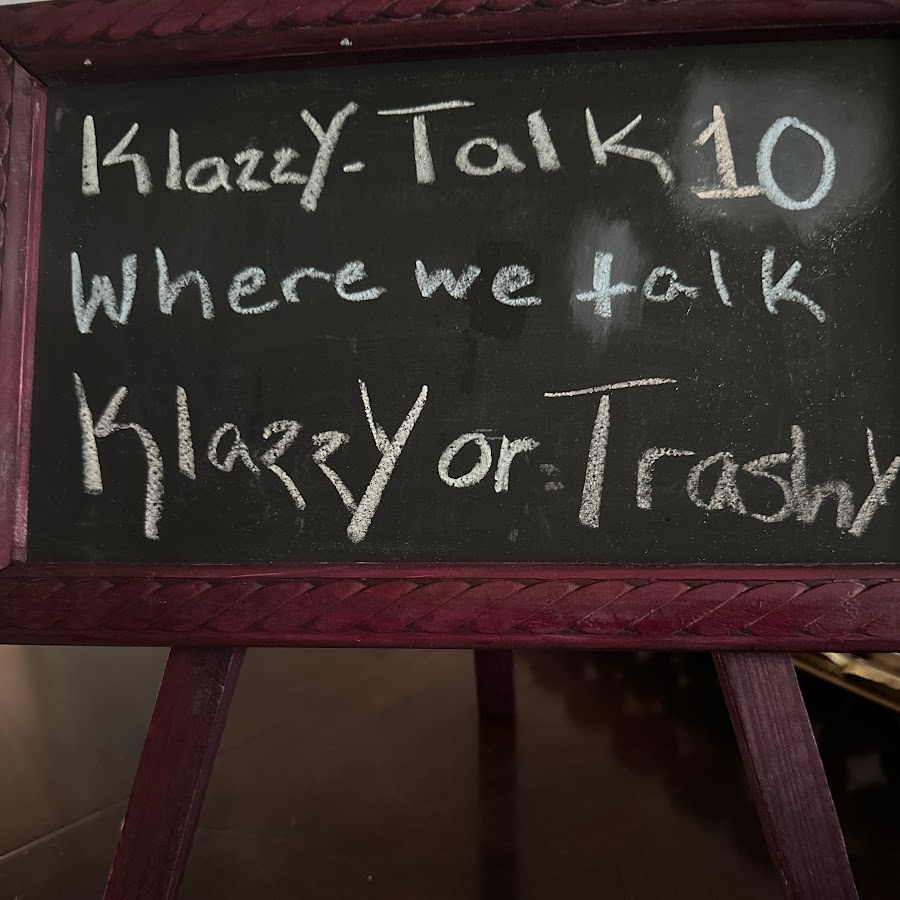 Klazzy-Talk 10
Where we talk
Klazzy or Trashy